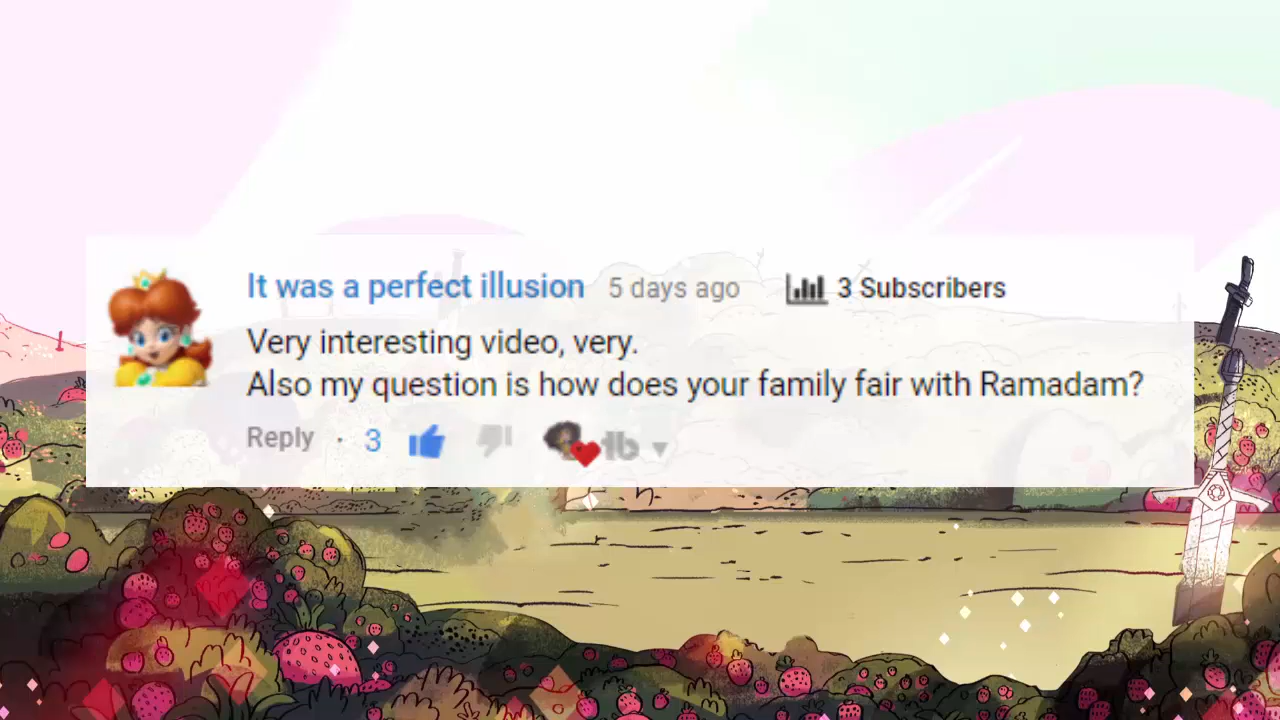 It was a perfect illusion 5 days ago 3 Subscribers
Very interesting video, very.
Also my question is how does your family fair with Ramadam?
Reply · 3 tb